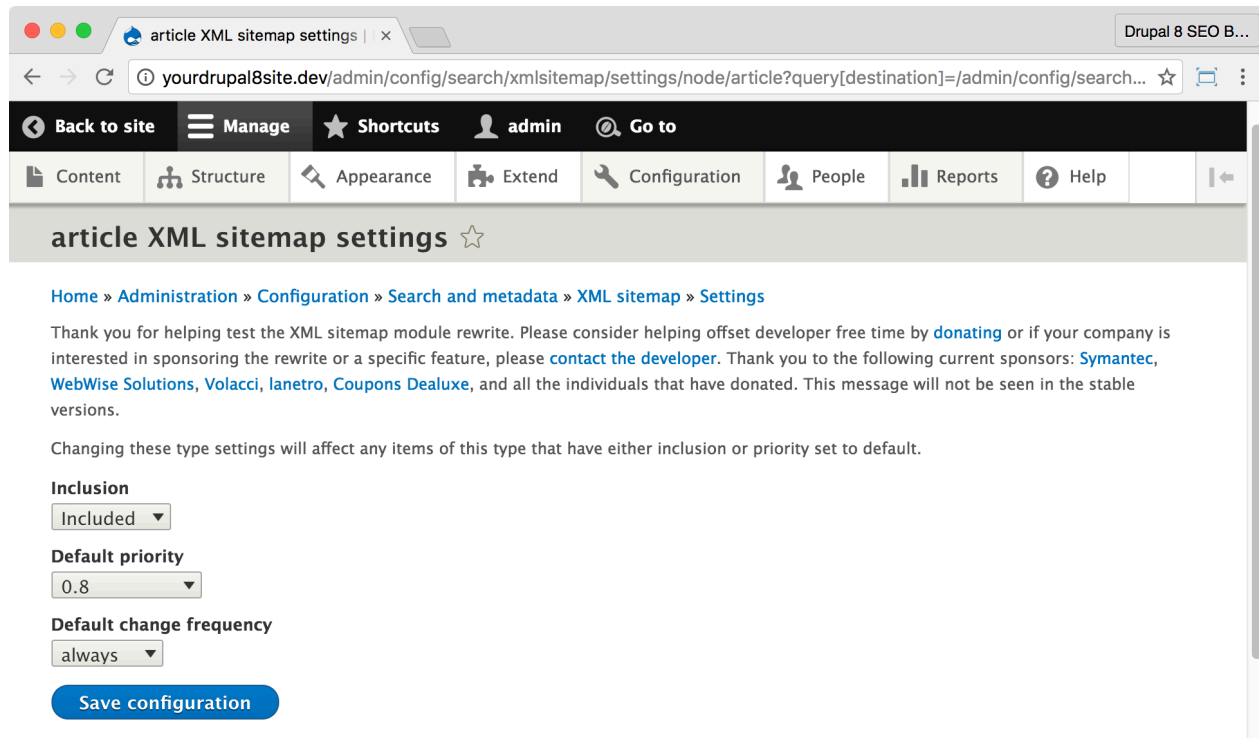 article XML sitemap settings |
Drupal 8 SEO B...
yourdrupal8site.dev/admin/config/search/xmlsitemap/settings/node/article?query[destination]=/admin/config/search...
Back to site Manage Shortcuts admin Go to
Content Structure Appearance Extend Configuration People Reports Help
article XML sitemap settings
Home » Administration » Configuration » Search and metadata » XML sitemap » Settings
Thank you for helping test the XML sitemap module rewrite. Please consider helping offset developer free time by donating or if your company is
interested in sponsoring the rewrite or a specific feature, please contact the developer. Thank you to the following current sponsors: Symantec,
WebWise Solutions, Volacci, lanetro, Coupons Dealuxe, and all the individuals that have donated. This message will not be seen in the stable
versions.
Changing these type settings will affect any items of this type that have either inclusion or priority set to default.
Inclusion
Included
Default priority
0.8
Default change frequency
always
Save configuration